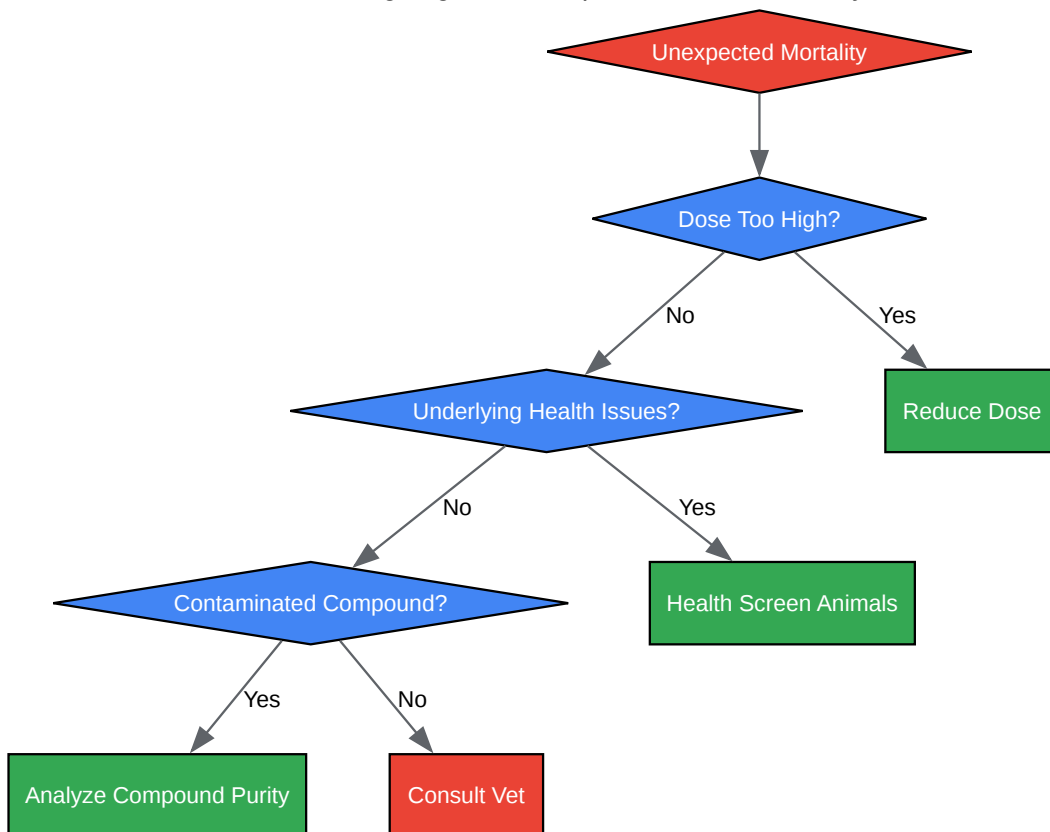 Unexpected Mortality
Dose Too High?
No
Yes
Underlying Health Issues?
Reduce Dose
No
Yes
Contaminated Compound?
Health Screen Animals
Yes
No
Analyze Compound Purity
Consult Vet